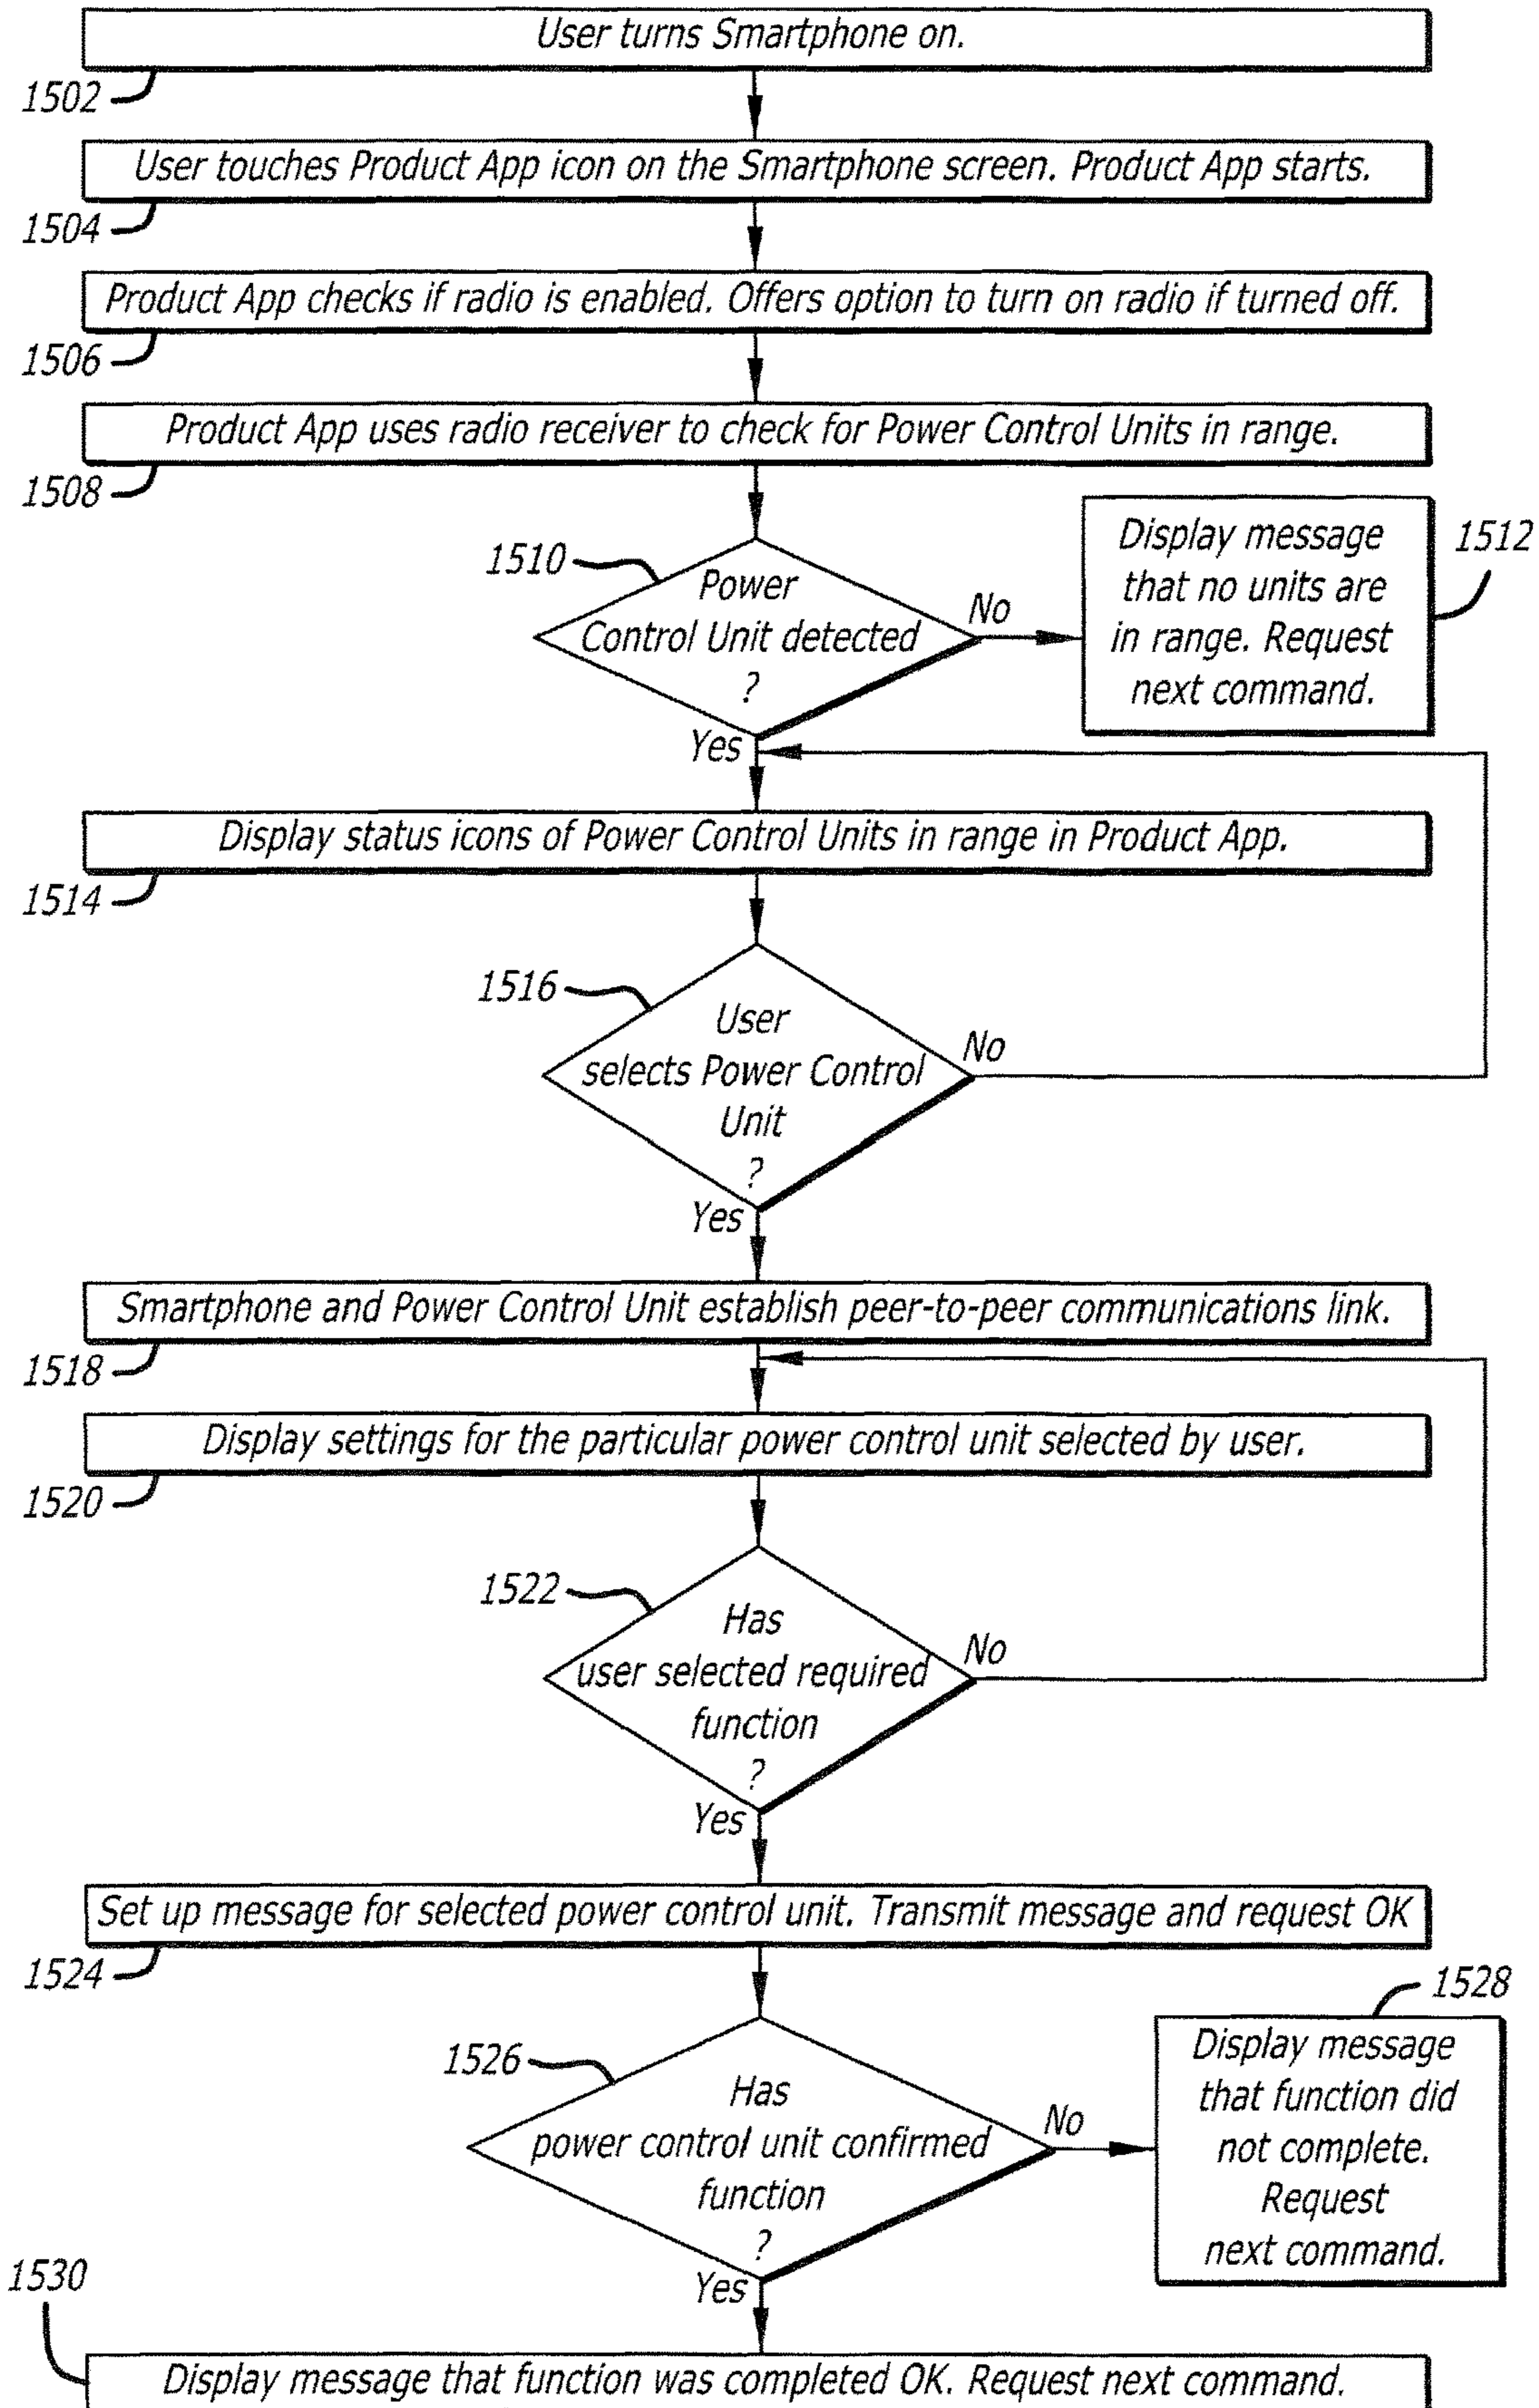 User turns Smartphone on.
1502
User touches Product App icon on the Smartphone screen. Product App starts.
1504
Product App checks if radio is enabled. Offers option to turn on radio if turned off.
1506
Product App uses radio receiver to check for Power Control Units in range.
1508
1510
Power
Control Unit detected
?
No
Display message
that no units are
in range. Request
next command.
1512
Yes
Display status icons of Power Control Units in range in Product App.
1514
1516
User
selects Power Control
Unit
?
No
Yes
Smartphone and Power Control Unit establish peer-to-peer communications link.
1518
Display settings for the particular power control unit selected by user.
1520
1522
Has
user selected required
function
?
No
Yes
Set up message for selected power control unit. Transmit message and request OK
1524
1526
Has
power control unit confirmed
function
?
No
1528
Display message
that function did
not complete.
Request
next command.
Yes
1530
Display message that function was completed OK. Request next command.